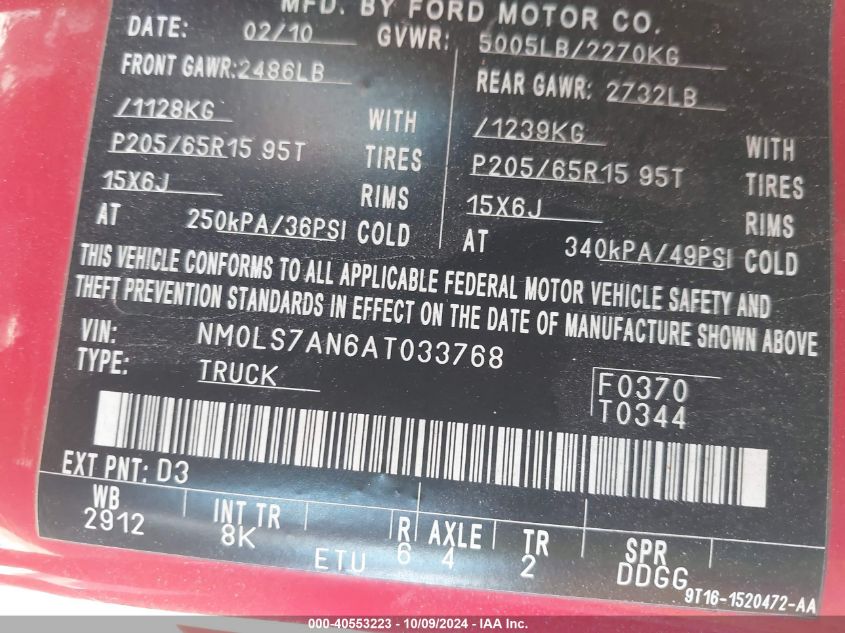 MFD. BY FORD MOTOR CO.
DATE: 02/10 GVWR: 5005LB/2270KG
FRONT GAWR: 2486LB REAR GAWR: 2732LB
/1128KG WITH /1239KG WITH
P205/65R15 95T TIRES P205/65R15 95T TIRES
15X6J RIMS 15X6J RIMS
AT 250kPA/36PSI COLD AT 340kPA/49PSI COLD
THIS VEHICLE CONFORMS TO ALL APPLICABLE FEDERAL MOTOR VEHICLE SAFETY AND
THEFT PREVENTION STANDARDS IN EFFECT ON THE DATE OF MANUFACTURE SHOWN ABOVE
VIN: NM0LS7AN6AT033768
TYPE: TRUCK F0370
T0344
EXT PNT: D3
WB INT TR R AXLE TR SPR
2912 8K 6 4 2 DDGG
ETU
9T16-1520472-AA
000-40553223 - 10/09/2024 - IAA Inc.